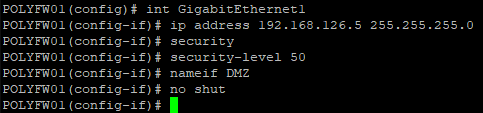 POLYFW01(config)# int GigabitEthernet1
POLYFW01(config-if)# ip address 192.168.126.5 255.255.255.0
POLYFW01(config-if)# security
POLYFW01(config-if)# security-level 50
POLYFW01(config-if)# nameif DMZ
POLYFW01(config-if)# no shut
POLYFW01(config-if)#